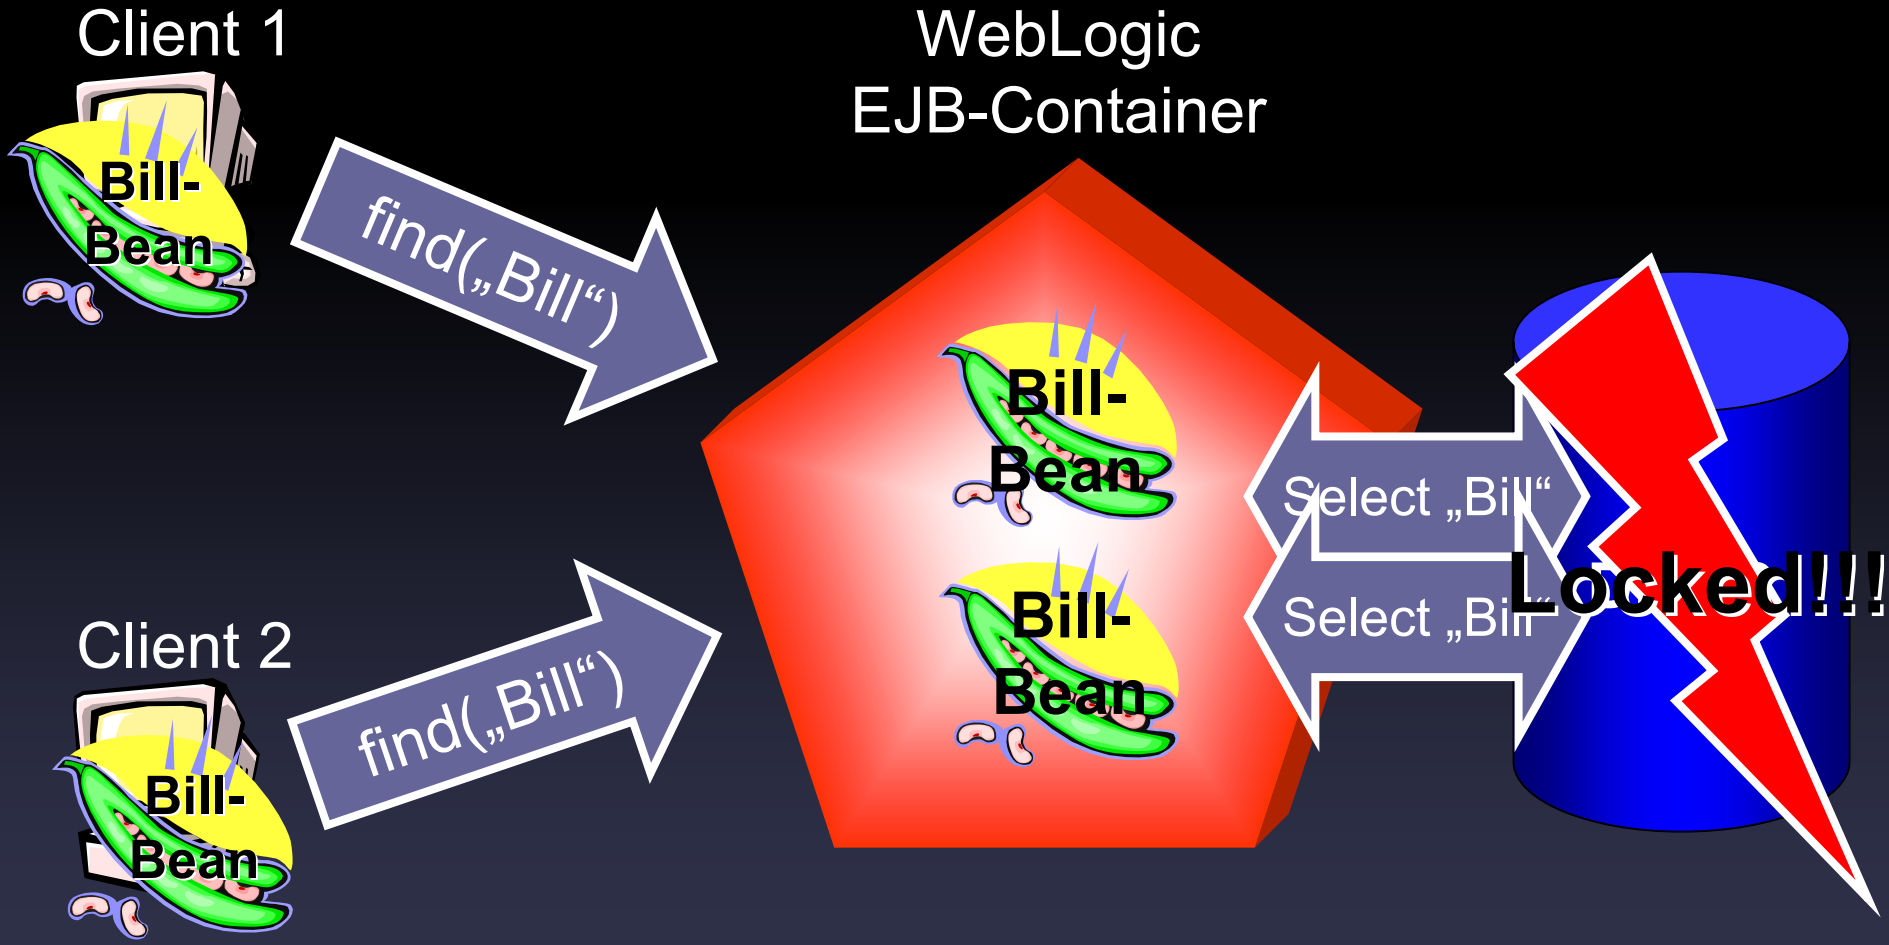 Client 1
WebLogic
EJB-Container
Bill-
Bean
find(„Bill“)
Bill-
Bean
Select „Bill“
Bill-
Bean
Select „Bill“
Locked!!!
Client 2
find(„Bill“)
Bill-
Bean